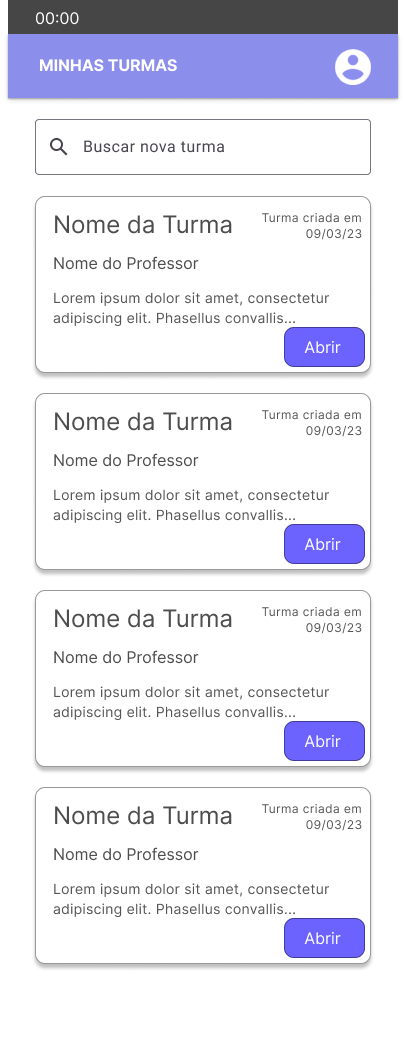 00:00
MINHAS TURMAS
Buscar nova turma
Nome da Turma
Turma criada em
09/03/23
Nome do Professor
Lorem ipsum dolor sit amet, consectetur
adipiscing elit. Phasellus convallis...
Abrir
Nome da Turma
Turma criada em
09/03/23
Nome do Professor
Lorem ipsum dolor sit amet, consectetur
adipiscing elit. Phasellus convallis...
Abrir
Nome da Turma
Turma criada em
09/03/23
Nome do Professor
Lorem ipsum dolor sit amet, consectetur
adipiscing elit. Phasellus convallis...
Abrir
Nome da Turma
Turma criada em
09/03/23
Nome do Professor
Lorem ipsum dolor sit amet, consectetur
adipiscing elit. Phasellus convallis...
Abrir